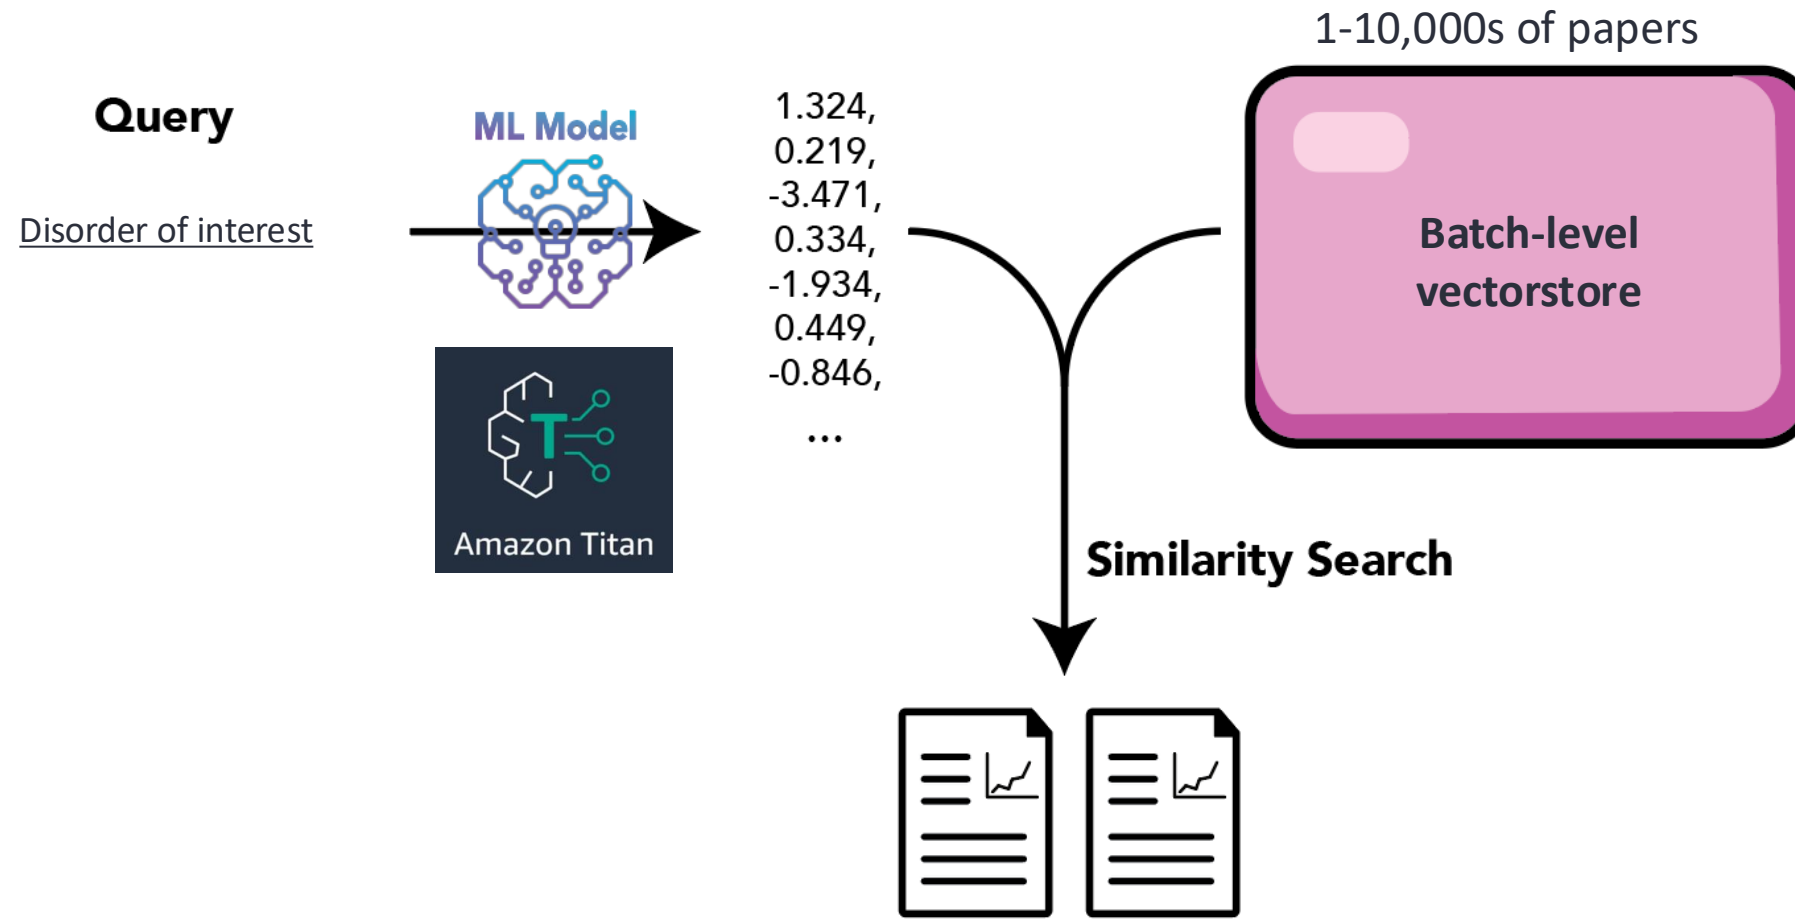 1-10,000s of papers
Query
ML Model
Disorder of interest
1.324,
0.219,
-3.471,
0.334,
-1.934,
0.449,
-0.846,
...
Batch-level
vectorstore
T
Amazon Titan
Similarity Search